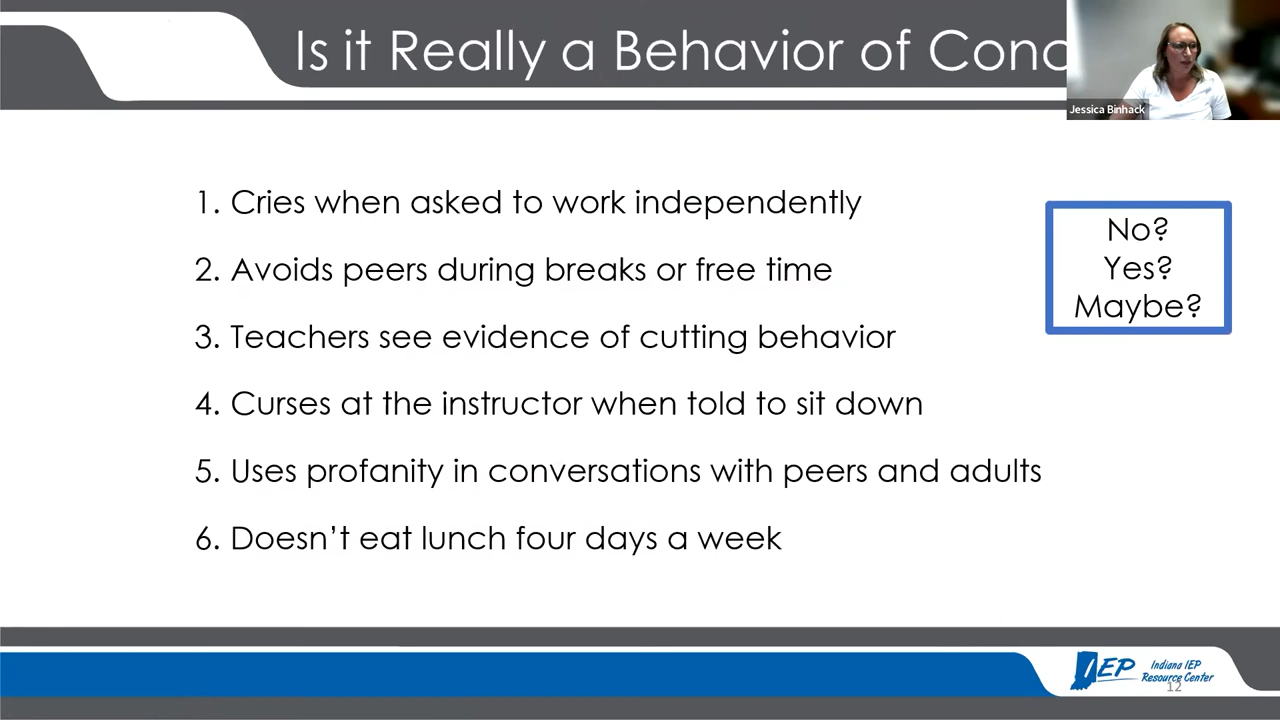 Is it Really a Behavior of Conc
Jessica Binhack
1. Cries when asked to work independently
2. Avoids peers during breaks or free time
3. Teachers see evidence of cutting behavior
4. Curses at the instructor when told to sit down
5. Uses profanity in conversations with peers and adults
6. Doesn't eat lunch four days a week
No?
Yes?
Maybe?
IEP
Indiana IEP
Resource Center
12